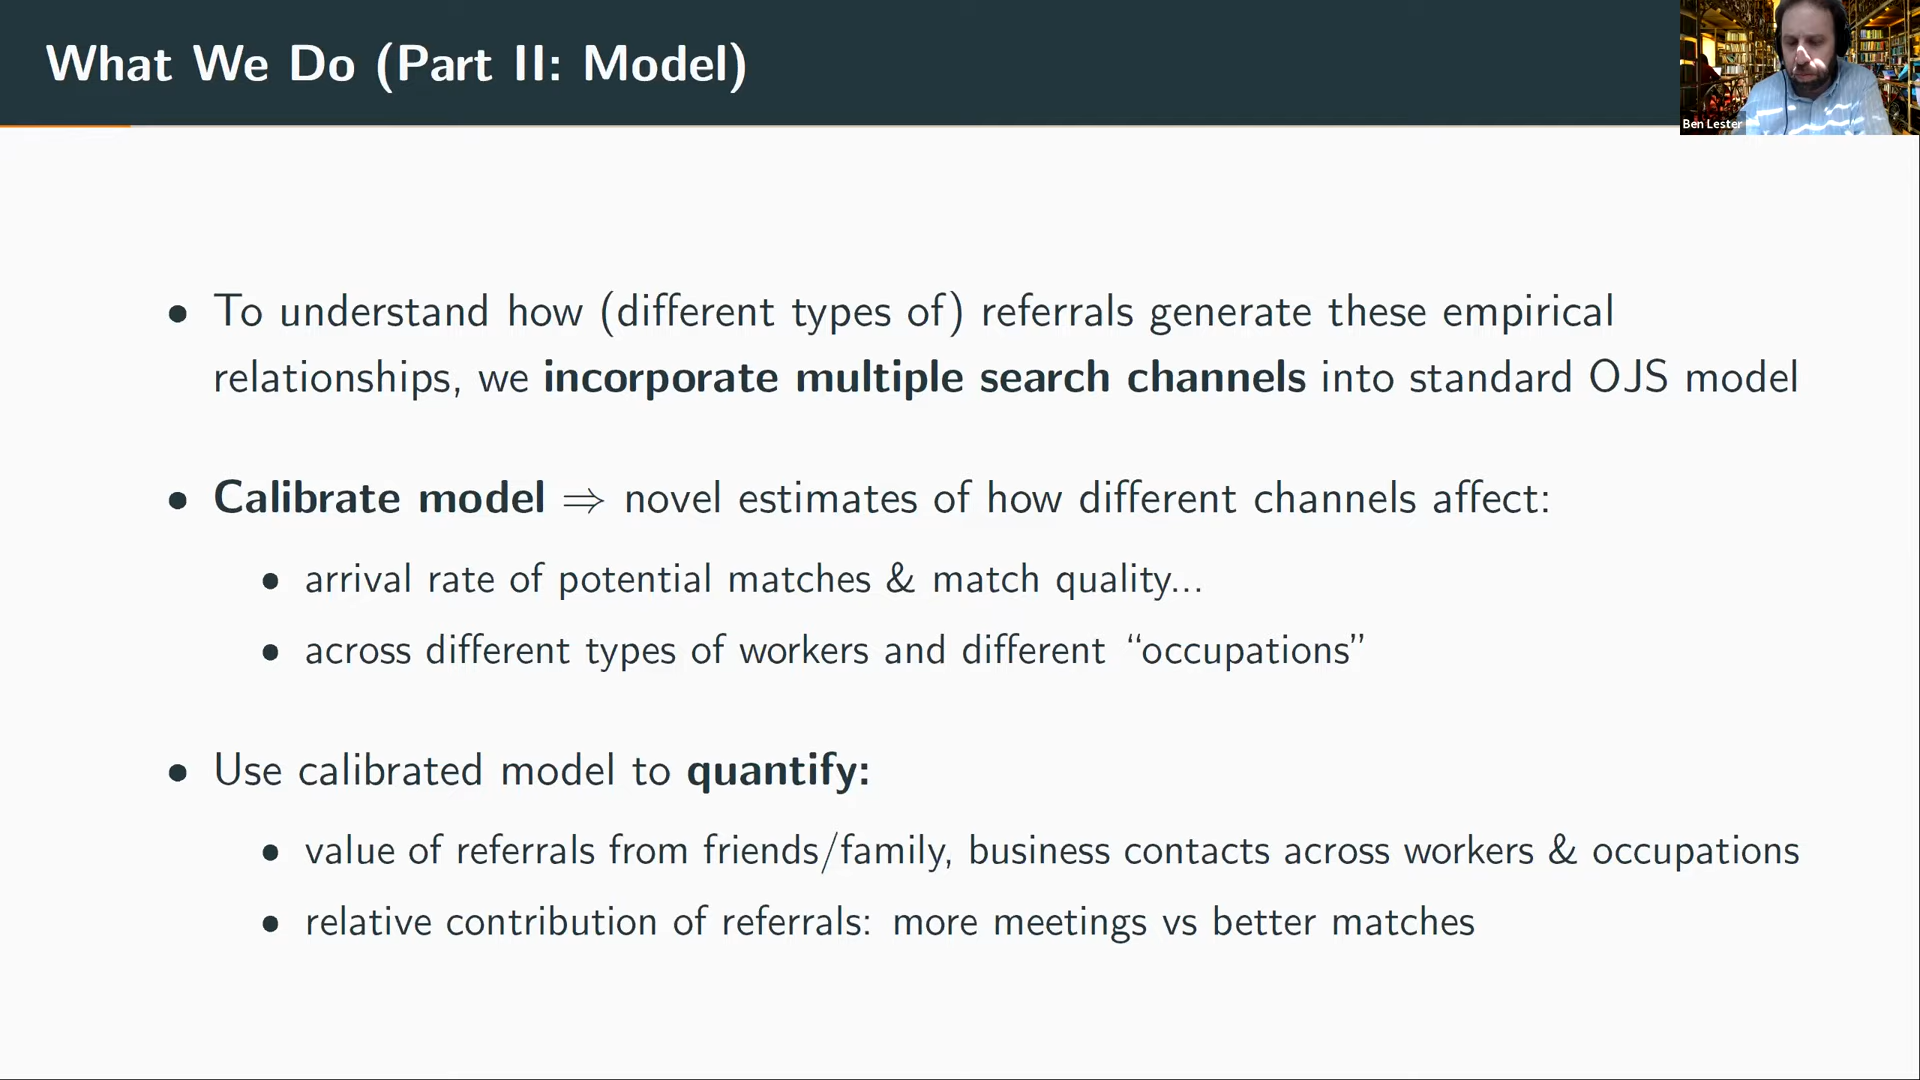 What We Do (Part II: Model)
Ben Lester
• To understand how (different types of) referrals generate these empirical
relationships, we incorporate multiple search channels into standard OJS model
• Calibrate model ⇒ novel estimates of how different channels affect:
• arrival rate of potential matches & match quality...
• across different types of workers and different “occupations”
• Use calibrated model to quantify:
• value of referrals from friends/family, business contacts across workers & occupations
• relative contribution of referrals: more meetings vs better matches